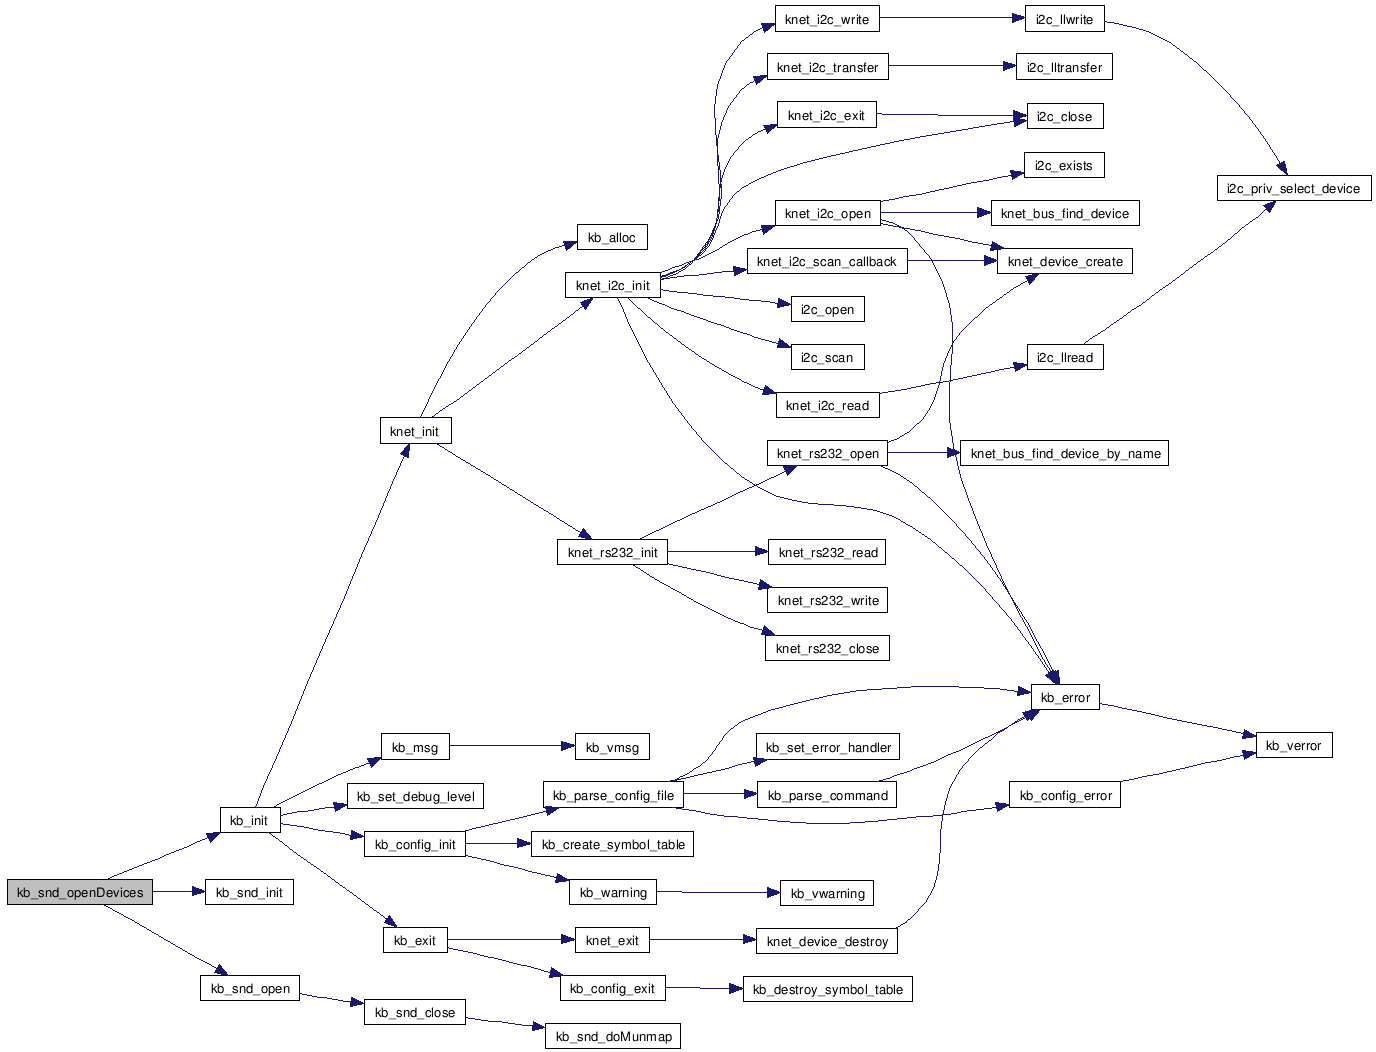 knet_i2c_write
i2c_llwrite
knet_i2c_transfer
i2c_lltransfer
knet_i2c_exit
i2c_close
i2c_exists
i2c_priv_select_device
knet_i2c_open
knet_bus_find_device
kb_alloc
knet_i2c_scan_callback
knet_device_create
knet_i2c_init
i2c_open
i2c_scan
i2c_llread
knet_i2c_read
knet_init
knet_rs232_open
knet_bus_find_device_by_name
knet_rs232_init
knet_rs232_read
knet_rs232_write
knet_rs232_close
kb_error
kb_msg
kb_vmsg
kb_set_error_handler
kb_verror
kb_set_debug_level
kb_parse_config_file
kb_parse_command
kb_config_error
kb_init
kb_config_init
kb_create_symbol_table
kb_snd_openDevices
kb_snd_init
kb_warning
kb_vwarning
kb_exit
knet_exit
knet_device_destroy
kb_snd_open
kb_config_exit
kb_destroy_symbol_table
kb_snd_close
kb_snd_doMunmap